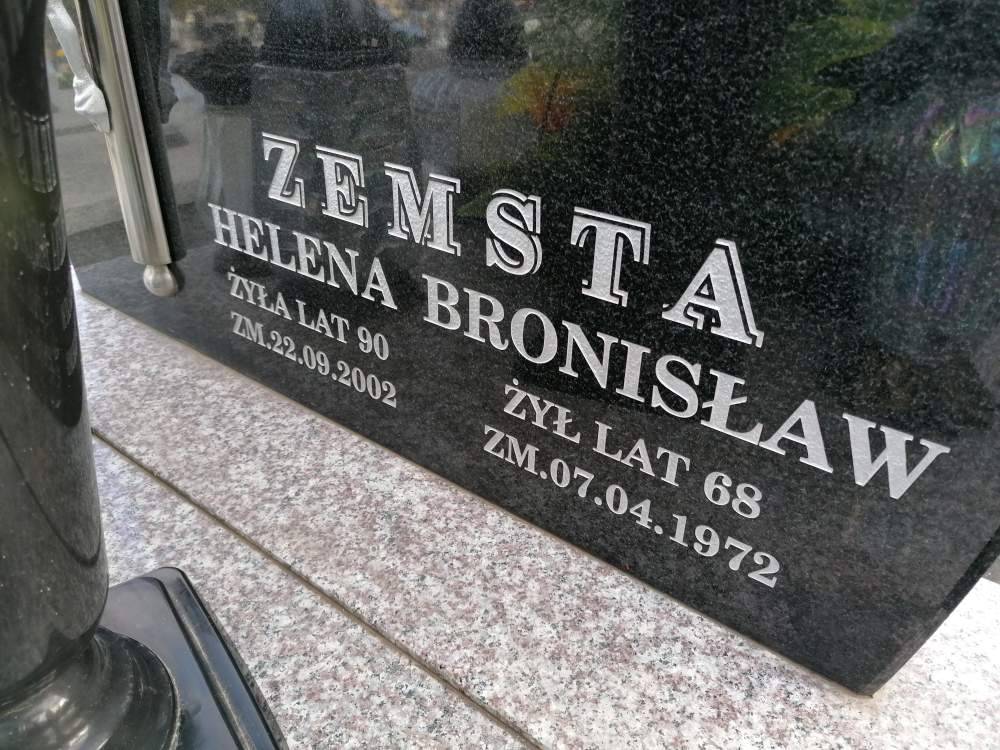 ZEMSTA
HELENA BRONISŁAW
ŻYŁA LAT 90
ZM.22.09.2002
ŻYŁ LAT 68
ZM.07.04.1972